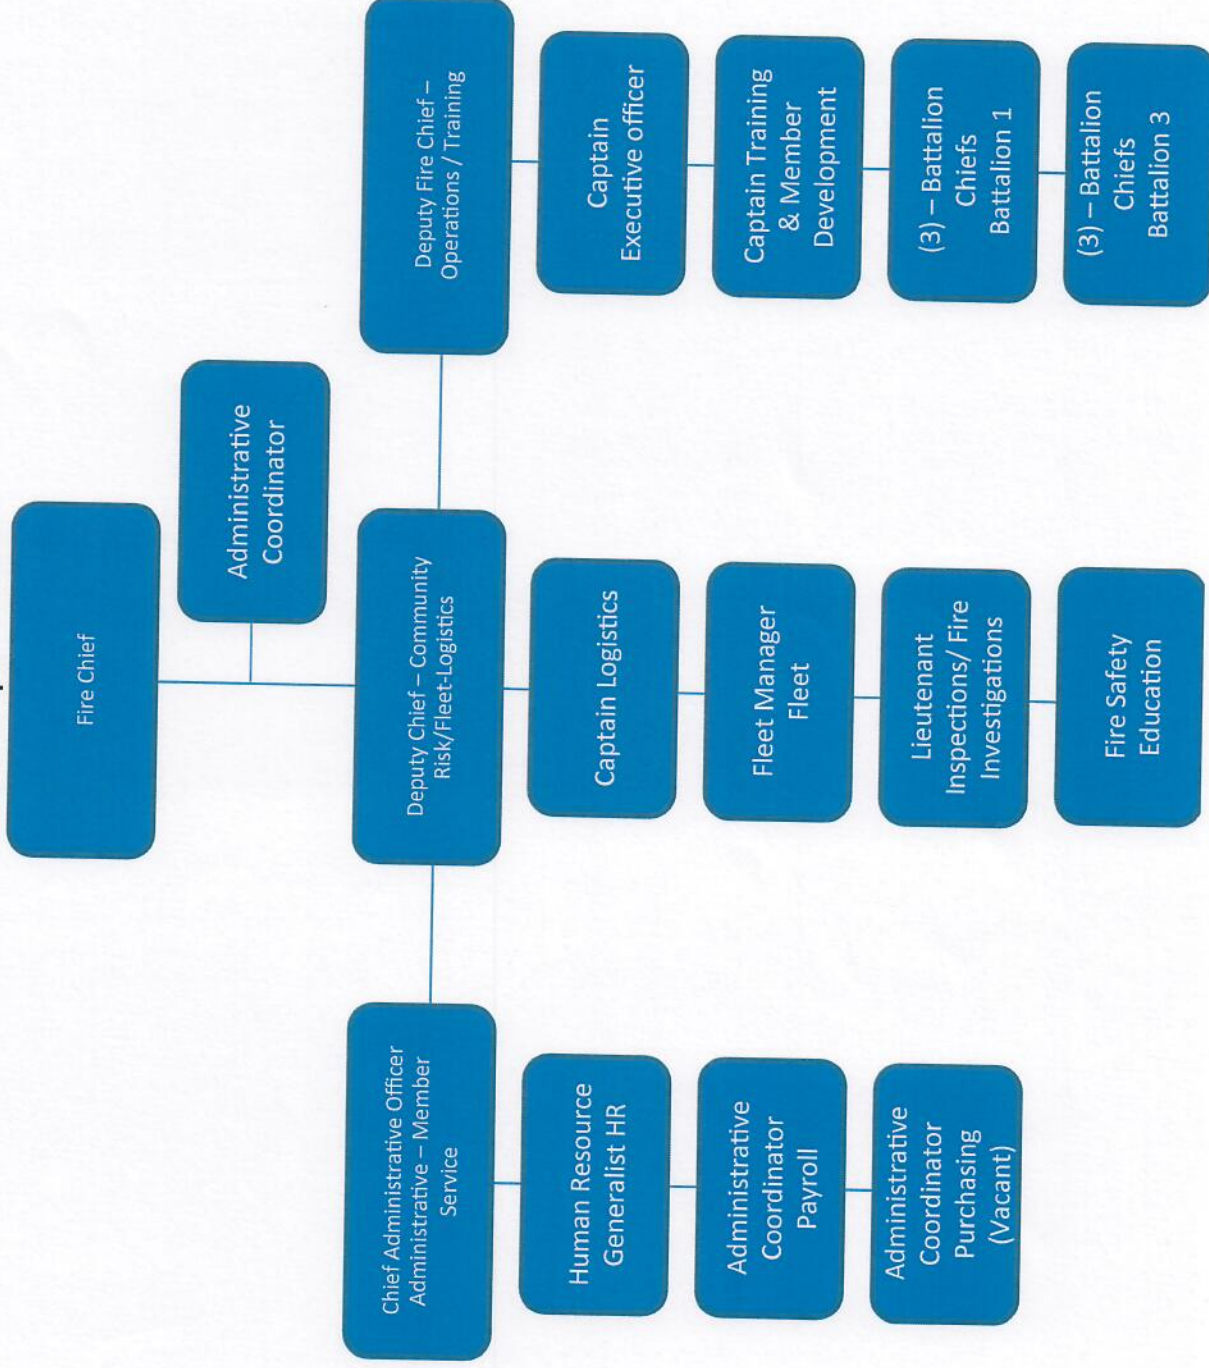 Fire Chief
Administrative
Coordinator
Chief Administrative Officer
Administrative – Member
Service
Deputy Chief – Community
Risk/Fleet-Logistics
Deputy Fire Chief –
Operations / Training
Human Resource
Generalist HR
Captain Logistics
Captain
Executive officer
Administrative
Coordinator
Payroll
Fleet Manager
Fleet
Captain Training
& Member
Development
Administrative
Coordinator
Purchasing
(Vacant)
Lieutenant
Inspections/ Fire
Investigations
(3) – Battalion
Chiefs
Battalion 1
Fire Safety
Education
(3) – Battalion
Chiefs
Battalion 3